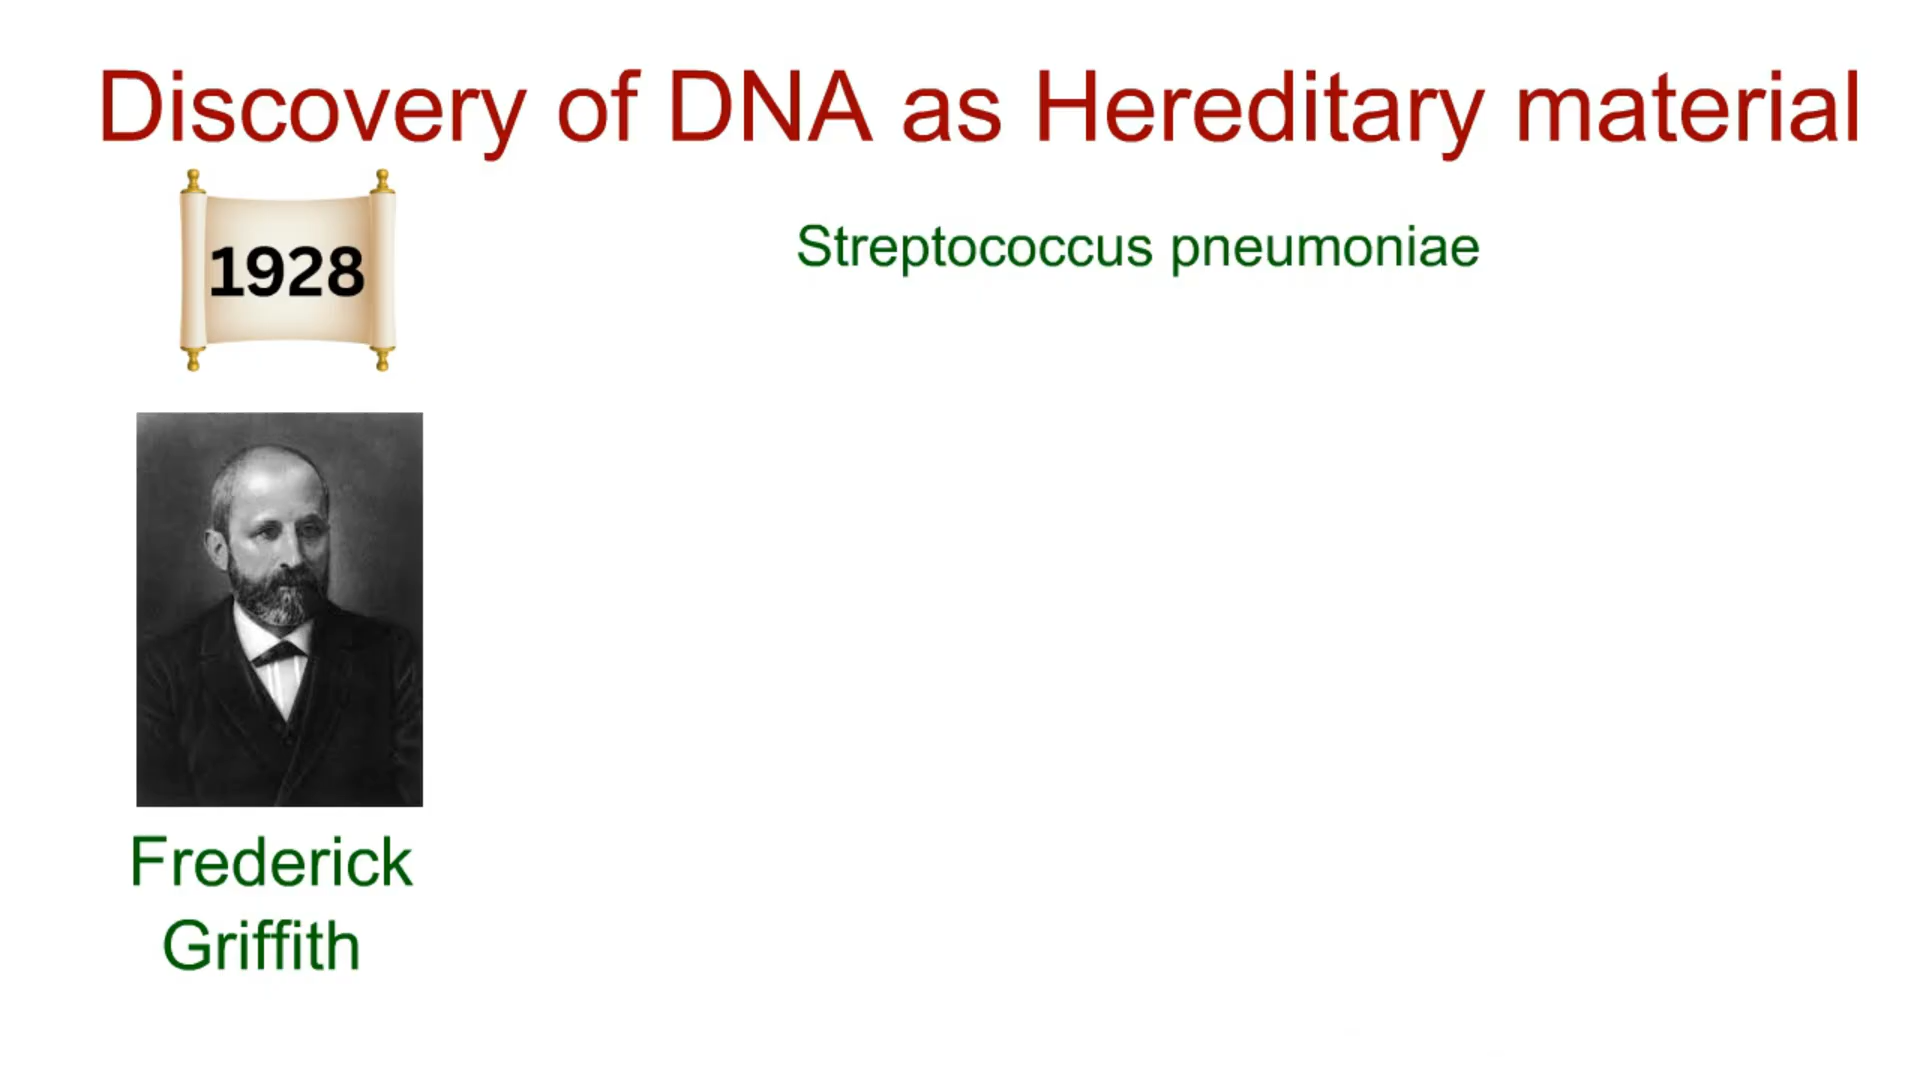 Discovery of DNA as Hereditary material
1928
Streptococcus pneumoniae
Frederick
Griffith